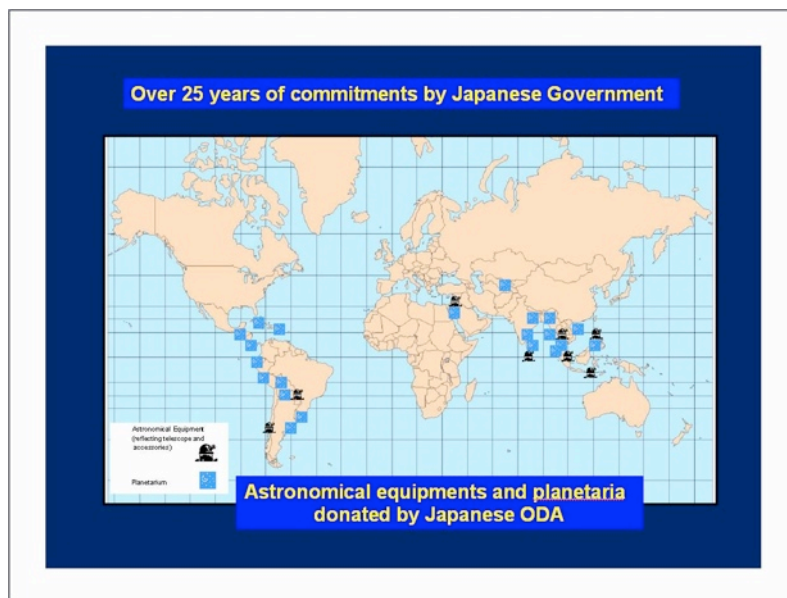 Over 25 years of commitments by Japanese Government
Astronomical Equipment
(reflecting telescope and
accessories)
Planetarium
Astronomical equipments and planetaria
donated by Japanese ODA